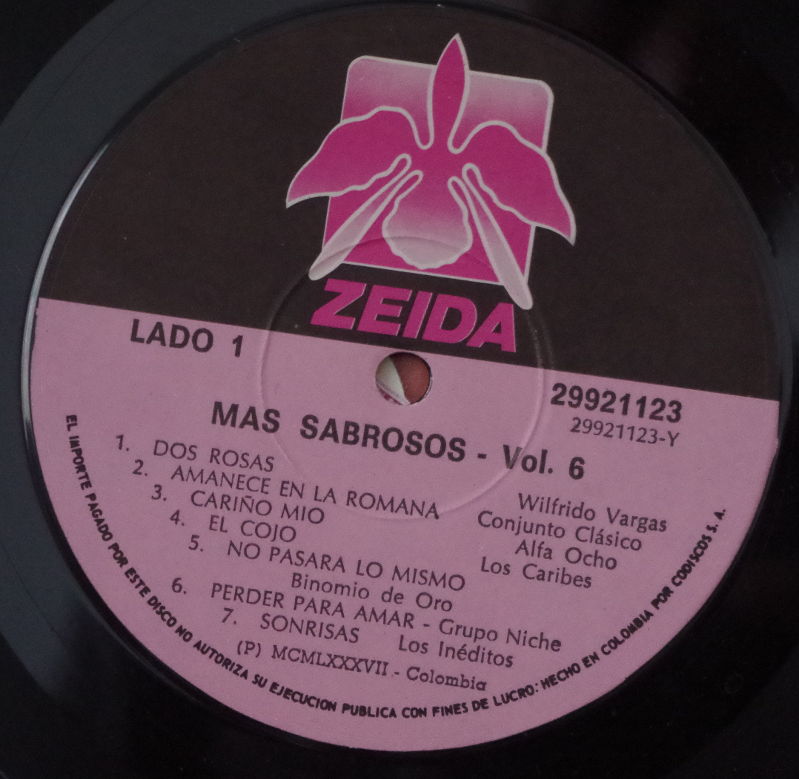 ZEIDA
LADO 1
29921123
29921123-Y
MAS SABROSOS - Vol. 6
1. DOS ROSAS Wilfrido Vargas
2. AMANECE EN LA ROMANA Conjunto Clásico
3. CARIÑO MIO Alfa Ocho
4. EL COJO Los Caribes
5. NO PASARA LO MISMO
Binomio de Oro
6. PERDER PARA AMAR - Grupo Niche
7. SONRISAS Los Inéditos
(P) MCMLXXXVII - Colombia
EL IMPORTE PAGADO POR ESTE DISCO NO AUTORIZA SU EJECUCION PUBLICA CON FINES DE LUCRO: HECHO EN COLOMBIA POR CODISCOS S. A.